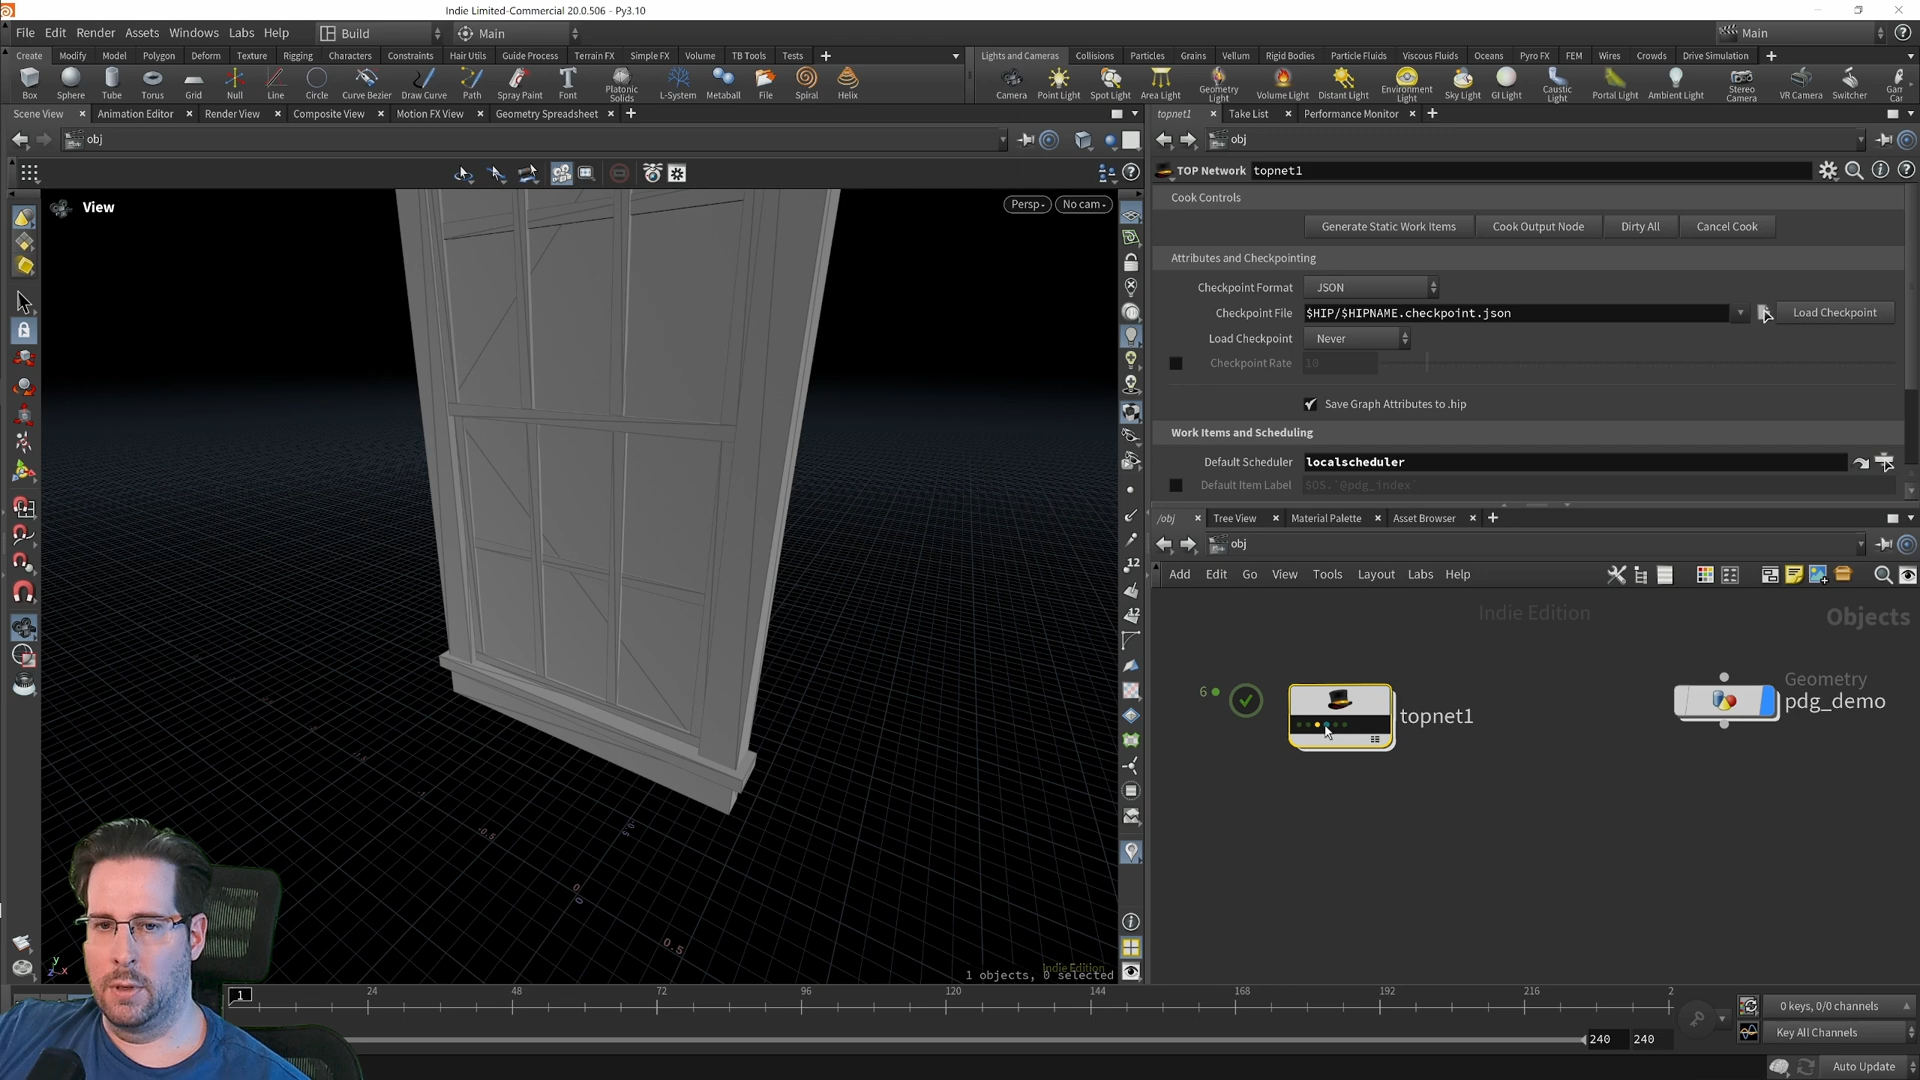 Indie Limited-Commercial 20.0.506 - Py3.10
File Edit Render Assets Windows Labs Help Build Main Main
Create Modify Model Polygon Deform Texture Rigging Characters Constraints Hair Utils Guide Process Terrain FX Simple FX Volume TB Tools Tests
Lights and Cameras Collisions Particles Grains Vellum Rigid Bodies Particle Fluids Viscous Fluids Oceans Pyro FX FEM Wires Crowds Drive Simulation
Box Sphere Tube Torus Grid Null Line Circle Curve Bezier Draw Curve Path Spray Paint Font Platonic Solids L-System Metaball File Spiral Helix
Camera Point Light Spot Light Area Light Geometry Light Volume Light Distant Light Environment Light Sky Light GI Light Caustic Light Portal Light Ambient Light Stereo Camera VR Camera Switcher
Scene View Animation Editor Render View Composite View Motion FX View Geometry Spreadsheet
topnet1 Take List Performance Monitor
obj
obj
TOP Network topnet1
Cook Controls
Generate Static Work Items Cook Output Node Dirty All Cancel Cook
Attributes and Checkpointing
Checkpoint Format JSON
Checkpoint File $HIP/$HIPNAME.checkpoint.json Load Checkpoint
Load Checkpoint Never
Checkpoint Rate 10
Save Graph Attributes to .hip
Work Items and Scheduling
Default Scheduler localscheduler
Default Item Label $OS.`@pdg_index`
View
Persp No cam
/obj Tree View Material Palette Asset Browser
obj
Add Edit Go View Tools Layout Labs Help
Indie Edition Objects
6
topnet1
Geometry
pdg_demo
12
12
-0.5
0.5
0
0
0.5
Indie Edition
1 objects, 0 selected
1 24 48 72 96 120 144 168 192 216 2
0 keys, 0/0 channels
Key All Channels
240 240
Auto Update